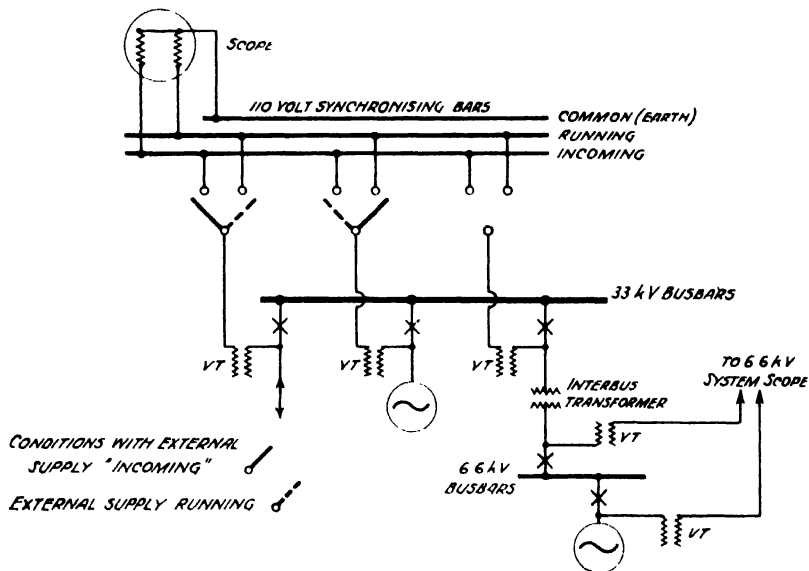 SCOPE
110 VOLT SYNCHRONISING BARS
COMMON (EARTH)
RUNNING
INCOMING
33 kV BUSBARS
VT
VT
VT
TO 6 6 kV
SYSTEM SCOPE
INTERBUS
TRANSFORMER
VT
CONDITIONS WITH EXTERNAL
SUPPLY "INCOMING"
EXTERNAL SUPPLY RUNNING
6 6 kV
BUSBARS
VT